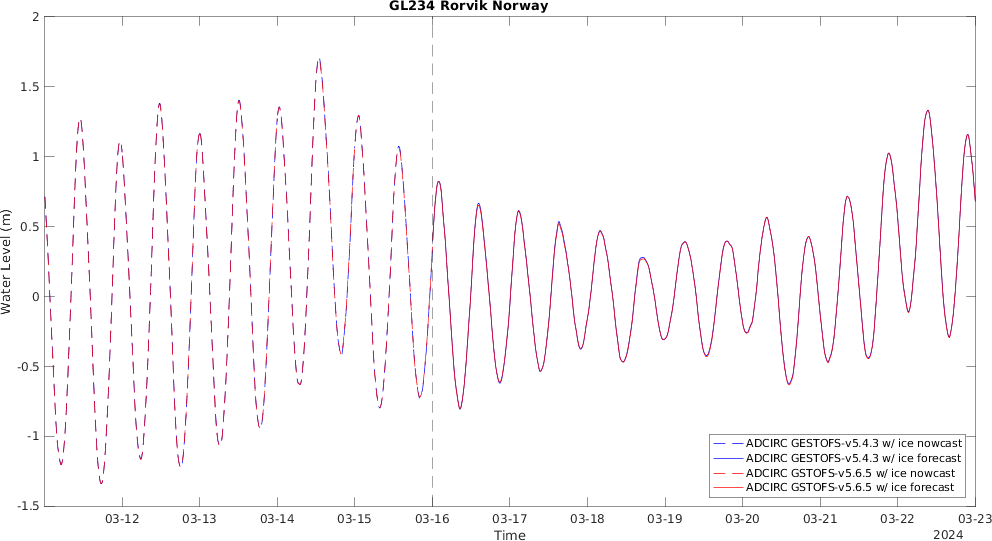 GL234 Rorvik Norway
2
1.5
1
0.5
0
-0.5
-1
-1.5
Water Level (m)
ADCIRC GESTOFS-v5.4.3 w/ ice nowcast
ADCIRC GESTOFS-v5.4.3 w/ ice forecast
ADCIRC GSTOFS-v5.6.5 w/ ice nowcast
ADCIRC GSTOFS-v5.6.5 w/ ice forecast
03-12 03-13 03-14 03-15 03-16 03-17 03-18 03-19 03-20 03-21 03-22 03-23
Time
2024